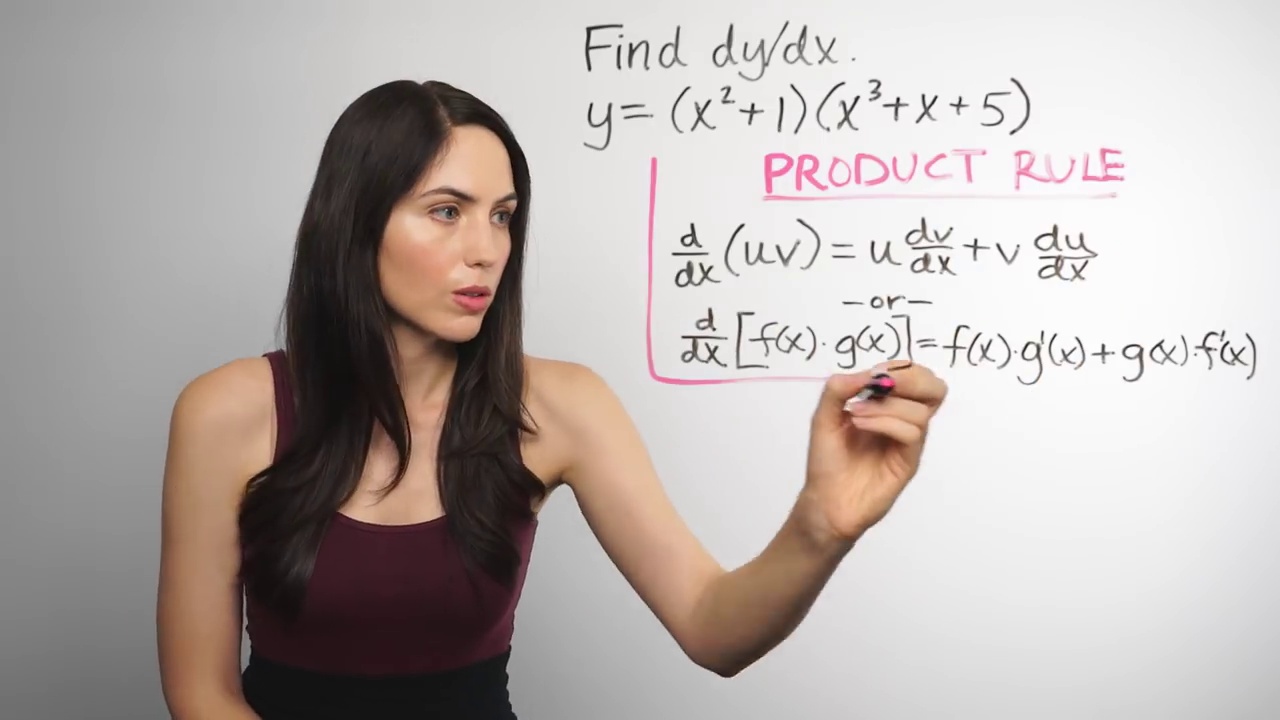 Find dy/dx.
y = (x²+1)(x³+x+5)
PRODUCT RULE
d/dx (uv) = u dv/dx + v du/dx
-or-
d/dx [f(x)·g(x)] = f(x)·g'(x) + g(x)·f'(x)